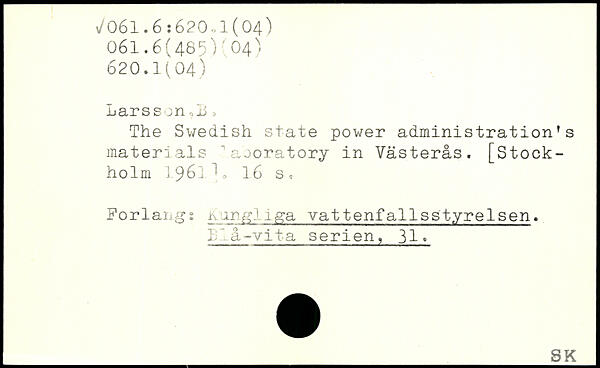 √061.6:620.1(04)
061.6(485)(04)
620.1(04)
Larsson,B.
The Swedish state power administration's
materials laboratory in Västerås. [Stock-
holm 1961]. 16 s.
Forlang: Kungliga vattenfallsstyrelsen.
Blå-vita serien, 31.
SK